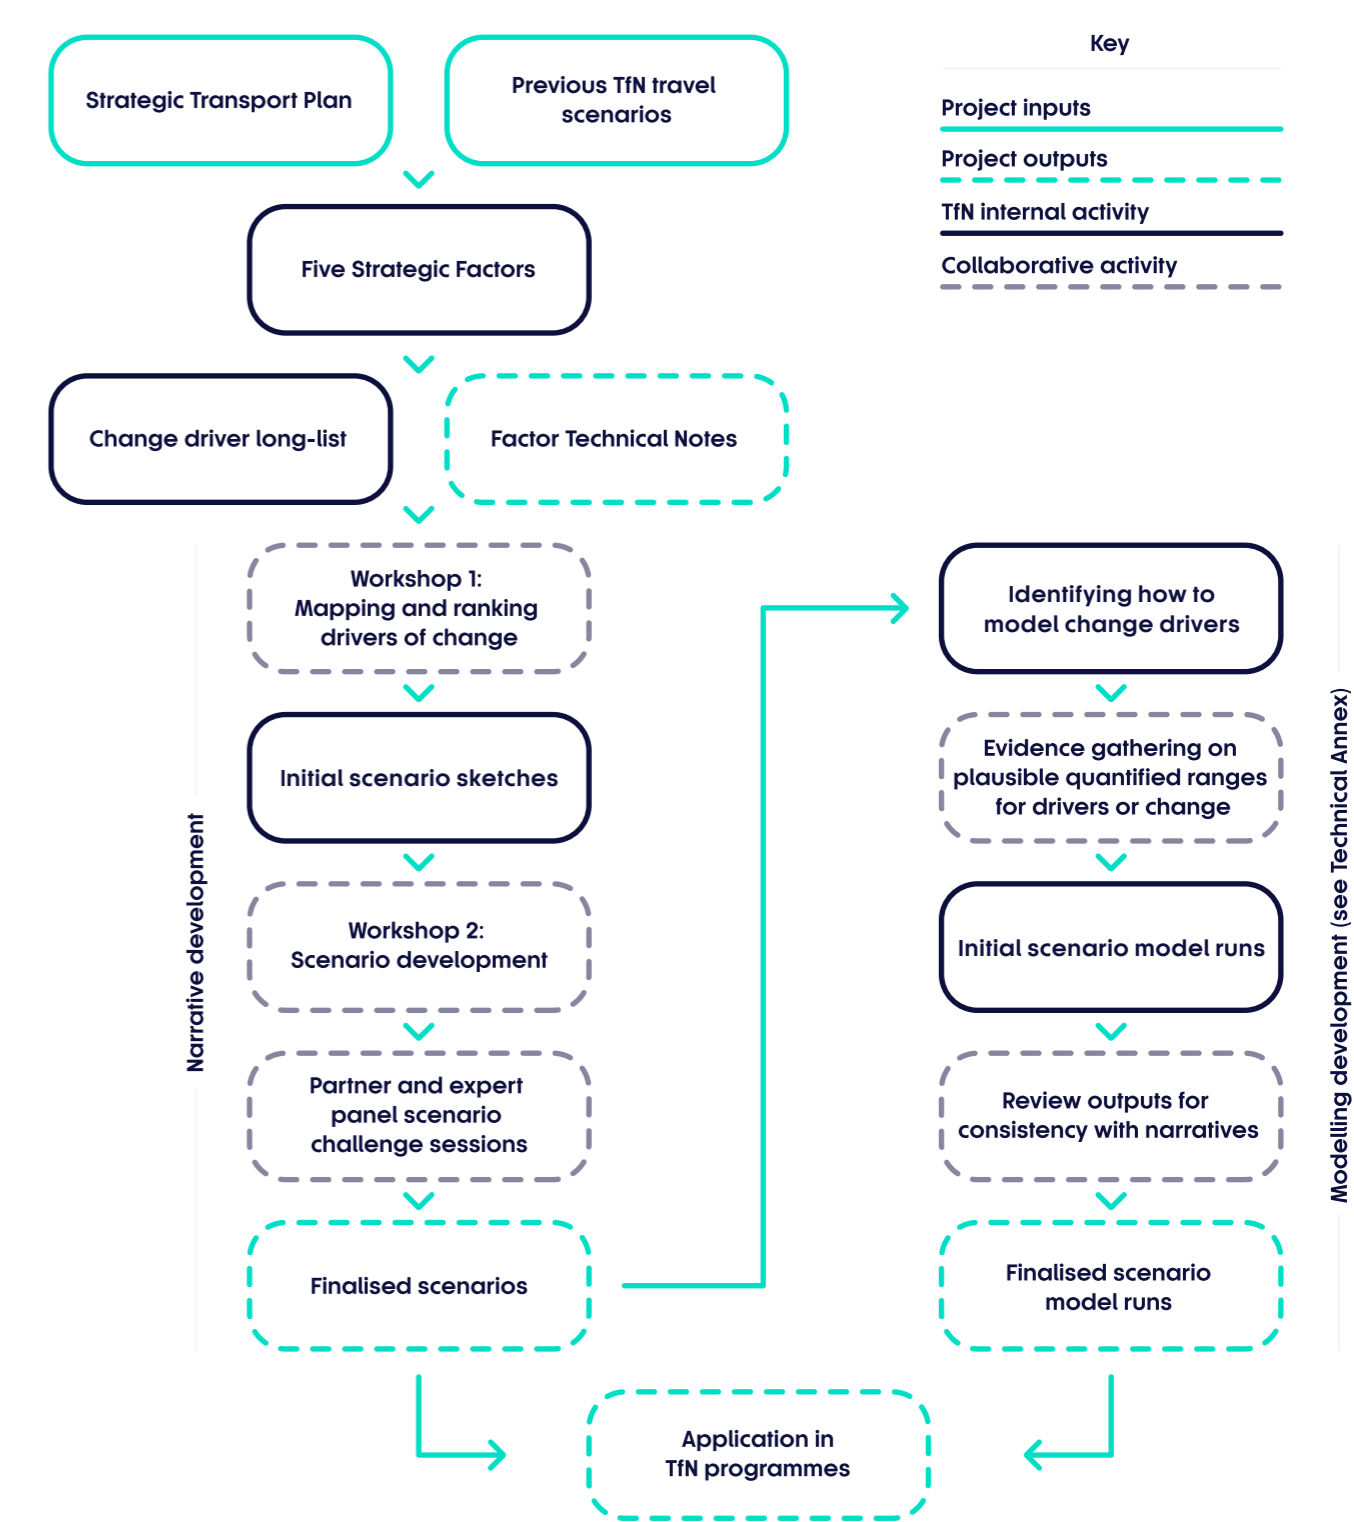 Strategic Transport Plan
Previous TfN travel
scenarios
Key
Project inputs
Project outputs
TfN internal activity
Collaborative activity
Five Strategic Factors
Change driver long-list
Factor Technical Notes
Narrative development
Workshop 1:
Mapping and ranking
drivers of change
Initial scenario sketches
Workshop 2:
Scenario development
Partner and expert
panel scenario
challenge sessions
Finalised scenarios
Identifying how to
model change drivers
Evidence gathering on
plausible quantified ranges
for drivers or change
Initial scenario model runs
Review outputs for
consistency with narratives
Finalised scenario
model runs
Modelling development (see Technical Annex)
Application in
TfN programmes